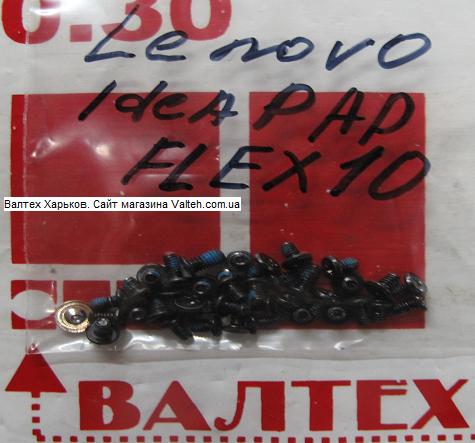 0.30
Lenovo
IdeAPAD
FLEX10
Валтех Харьков. Сайт магазина Valteh.com.ua
ВАЛТЕХ